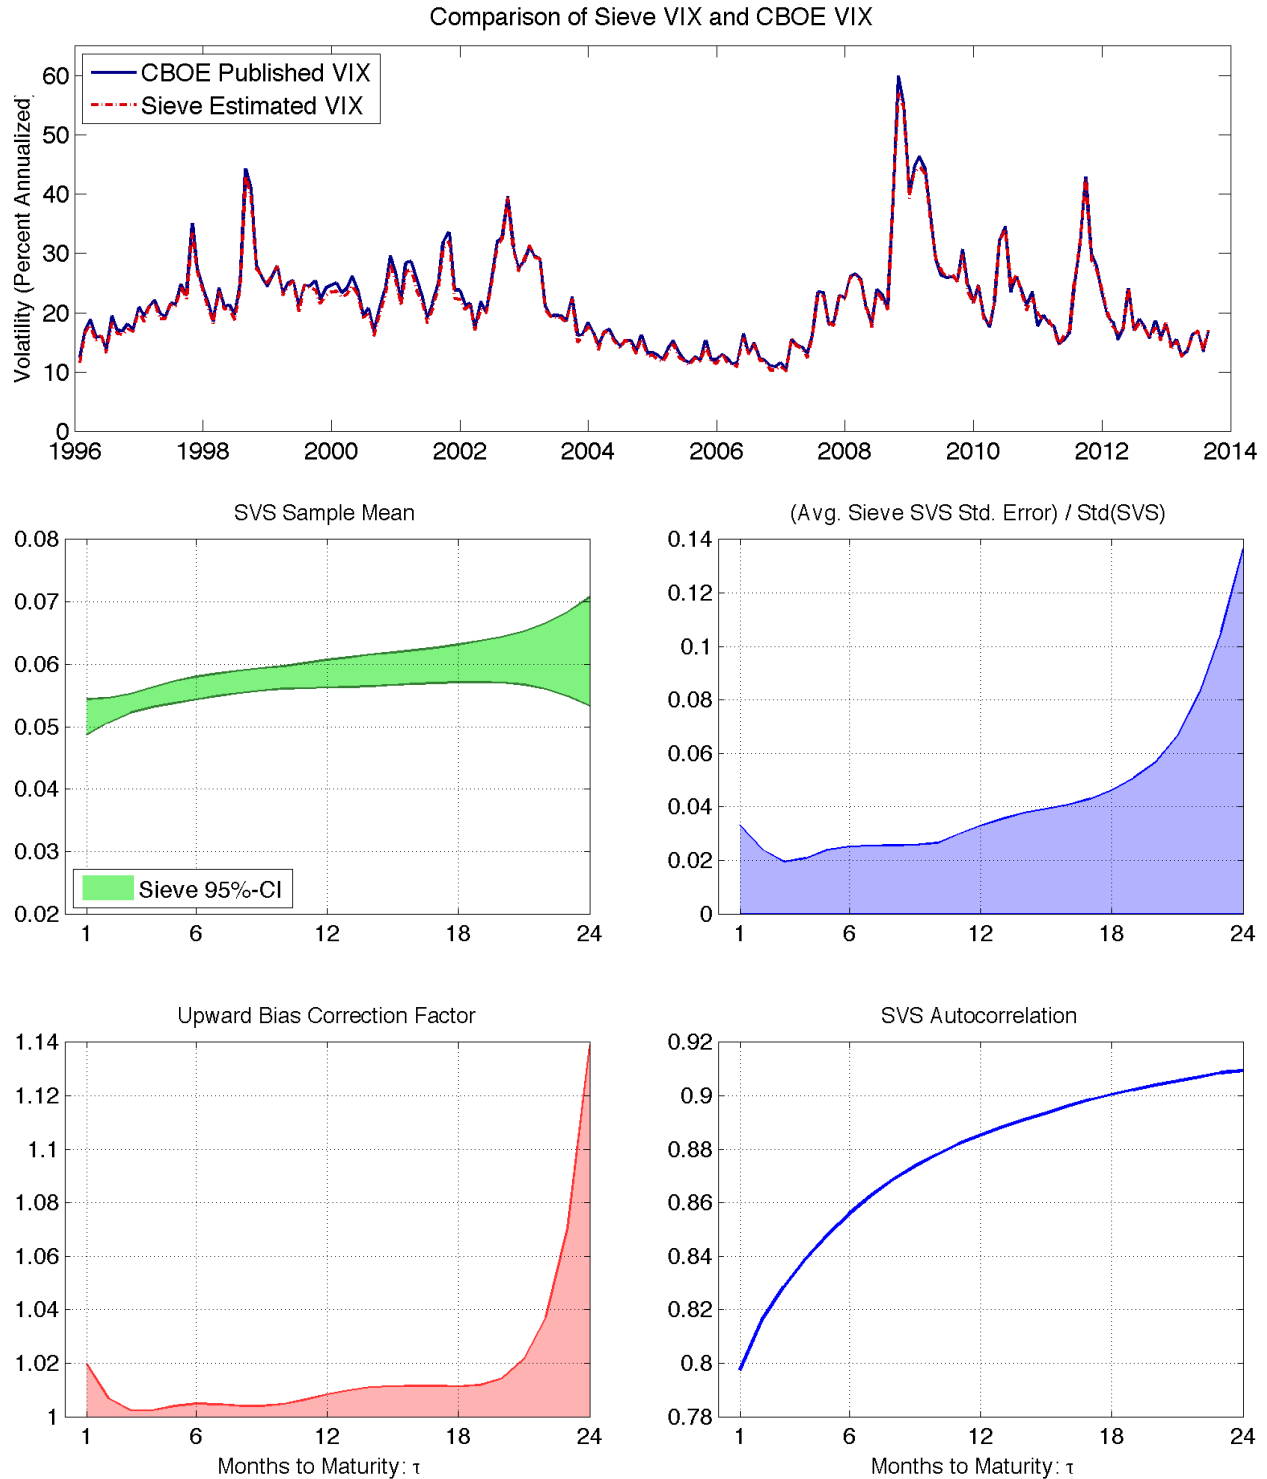 Comparison of Sieve VIX and CBOE VIX
Volatility (Percent Annualized)
CBOE Published VIX
Sieve Estimated VIX
60
50
40
30
20
10
0
1996 1998 2000 2002 2004 2006 2008 2010 2012 2014
SVS Sample Mean
0.08
0.07
0.06
0.05
0.04
0.03
0.02
Sieve 95%-CI
1 6 12 18 24
(Avg. Sieve SVS Std. Error) / Std(SVS)
0.14
0.12
0.1
0.08
0.06
0.04
0.02
0
1 6 12 18 24
Upward Bias Correction Factor
1.14
1.12
1.1
1.08
1.06
1.04
1.02
1
1 6 12 18 24
Months to Maturity: τ
SVS Autocorrelation
0.92
0.9
0.88
0.86
0.84
0.82
0.8
0.78
1 6 12 18 24
Months to Maturity: τ